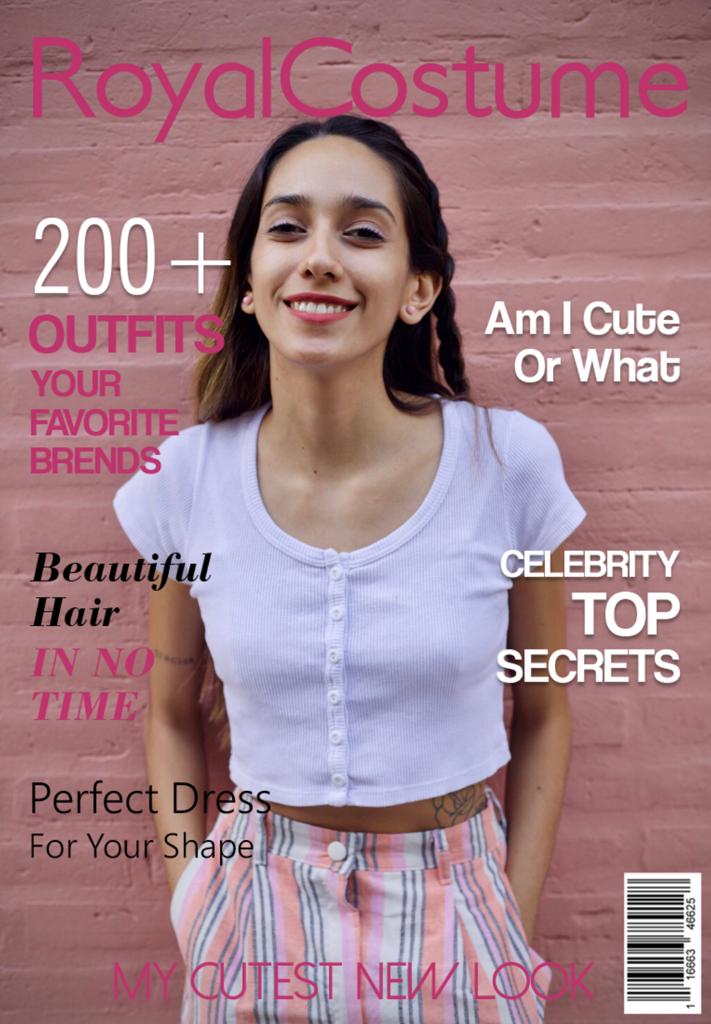 RoyalCostume
200+
OUTFITS
YOUR
FAVORITE
BRENDS
Am I Cute
Or What
Beautiful
Hair
IN NO
TIME
CELEBRITY
TOP
SECRETS
Perfect Dress
For Your Shape
MY CUTEST NEW LOOK
1 16663 46625